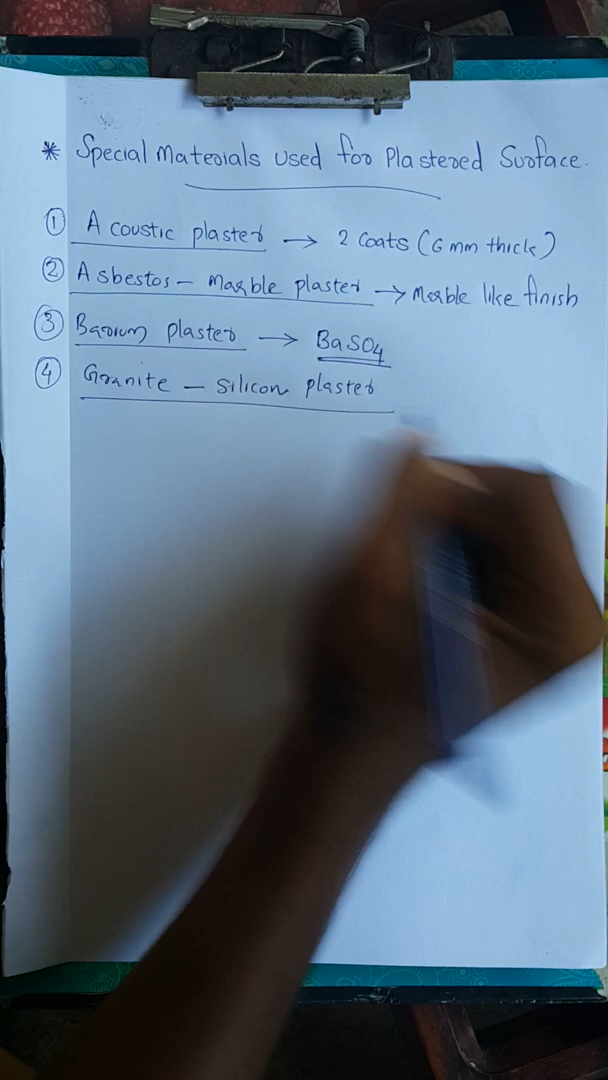 * Special Materials Used for Plastered Surface.
① Acoustic plaster → 2 Coats (6 mm thick)
② Asbestos - Marble plaster → Marble like finish
③ Barium plaster → BaSO4
④ Granite - silicon plaster